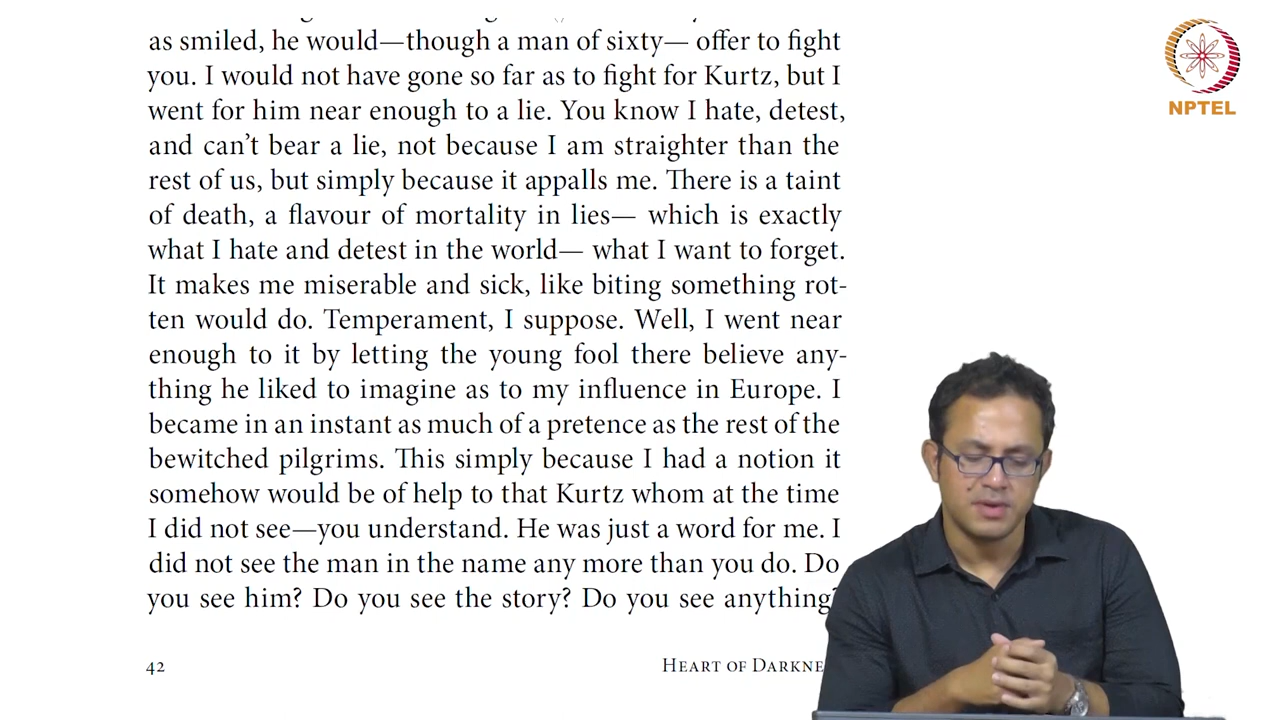 as smiled, he would—though a man of sixty— offer to fight
you. I would not have gone so far as to fight for Kurtz, but I
went for him near enough to a lie. You know I hate, detest,
and can’t bear a lie, not because I am straighter than the
rest of us, but simply because it appalls me. There is a taint
of death, a flavour of mortality in lies— which is exactly
what I hate and detest in the world— what I want to forget.
It makes me miserable and sick, like biting something rot-
ten would do. Temperament, I suppose. Well, I went near
enough to it by letting the young fool there believe any-
thing he liked to imagine as to my influence in Europe. I
became in an instant as much of a pretence as the rest of the
bewitched pilgrims. This simply because I had a notion it
somehow would be of help to that Kurtz whom at the time
I did not see—you understand. He was just a word for me. I
did not see the man in the name any more than you do. Do
you see him? Do you see the story? Do you see anything?
42
HEART OF DARKNE
NPTEL